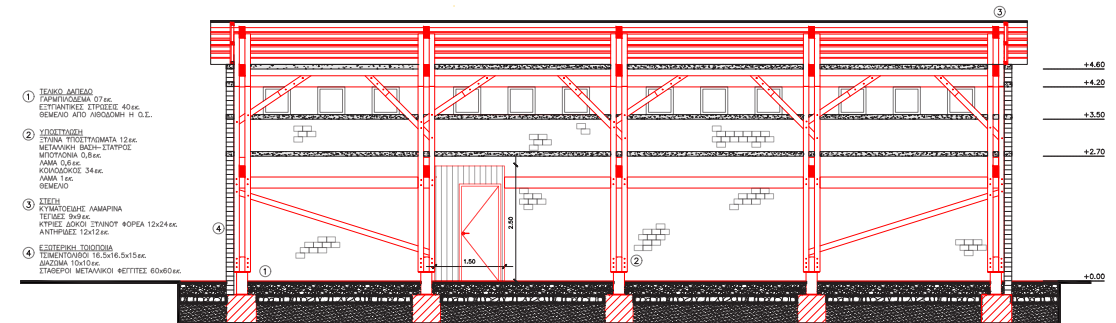 ① ΤΕΛΙΚΟ ΔΑΠΕΔΟ
ΓΑΡΜΠΙΛΟΔΕΜΑ 07εκ.
ΕΞΥΓΙΑΝΤΙΚΕΣ ΣΤΡΩΣΕΙΣ 40εκ.
ΘΕΜΕΛΙΟ ΑΠΟ ΛΙΘΟΔΟΜΗ Η Ο.Σ..
② ΥΠΟΣΤΥΛΩΣΗ
ΞΥΛΙΝΑ ΥΠΟΣΤΥΛΩΜΑΤΑ 12εκ.
ΜΕΤΑΛΛΙΚΗ ΒΑΣΗ-ΣΤΑΥΡΟΣ
ΜΠΟΥΛΟΝΙΑ 0,8εκ.
ΛΑΜΑ 0,6εκ.
ΚΟΙΛΟΔΟΚΟΣ 34εκ.
ΛΑΜΑ 1εκ.
ΘΕΜΕΛΙΟ
③ ΣΤΕΓΗ
ΚΥΜΑΤΟΕΙΔΗΣ ΛΑΜΑΡΙΝΑ
ΤΕΓΙΔΕΣ 9x9εκ.
ΚΥΡΙΕΣ ΔΟΚΟΙ ΞΥΛΙΝΟΥ ΦΟΡΕΑ 12x24εκ.
ΑΝΤΗΡΙΔΕΣ 12x12εκ.
④ ΕΞΩΤΕΡΙΚΗ ΤΟΙΟΠΟΙΙΑ
ΤΣΙΜΕΝΤΟΛΙΘΟΙ 16.5x16.5x15εκ.
ΔΙΑΖΩΜΑ 10x10εκ.
ΣΤΑΘΕΡΟΙ ΜΕΤΑΛΛΙΚΟΙ ΦΕΓΓΙΤΕΣ 60x60εκ.
③
+4.60
+4.20
+3.50
+2.70
2.50
④
②
1.50
①
+0.00